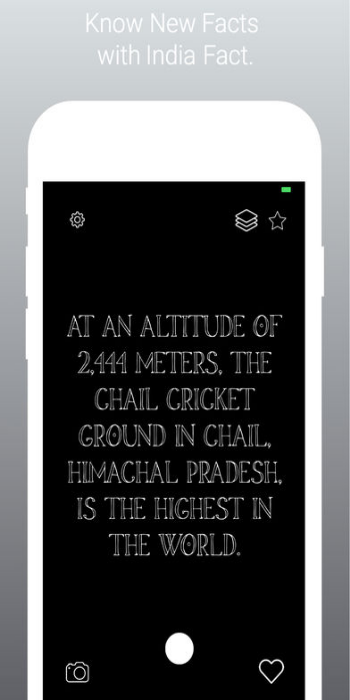 Know New Facts
with India Fact.
AT AN ALTITUDE OF
2,444 METERS, THE
CHAIL CRICKET
GROUND IN CHAIL,
HIMACHAL PRADESH,
IS THE HIGHEST IN
THE WORLD.